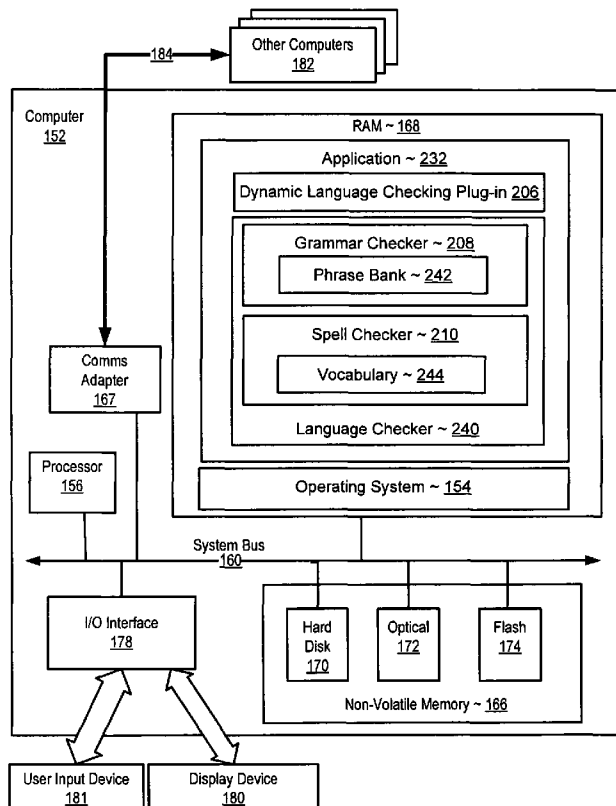 184
Other Computers
182
Computer
152
RAM ~ 168
Application ~ 232
Dynamic Language Checking Plug-in 206
Grammar Checker ~ 208
Phrase Bank ~ 242
Spell Checker ~ 210
Vocabulary ~ 244
Language Checker ~ 240
Operating System ~ 154
Comms
Adapter
167
Processor
156
System Bus
160
I/O Interface
178
Hard
Disk
170
Optical
172
Flash
174
Non-Volatile Memory ~ 166
User Input Device
181
Display Device
180